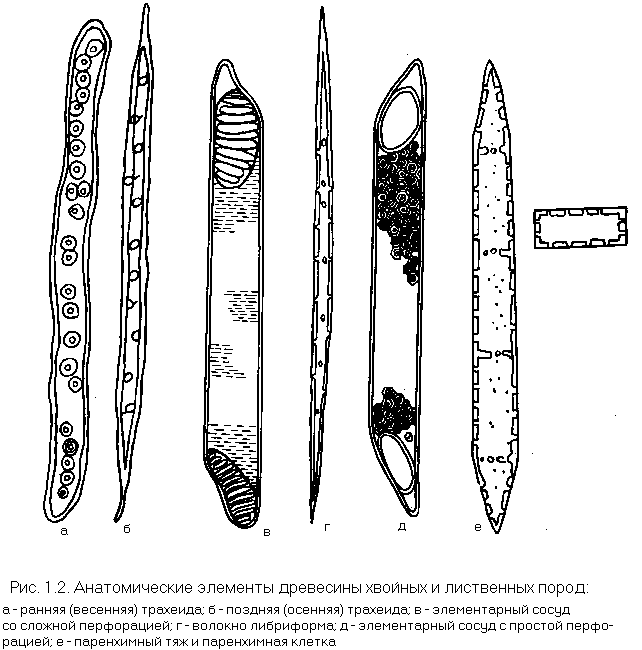 а б в г д е
Рис. 1.2. Анатомические элементы древесины хвойных и лиственных пород:
а - ранняя (весенняя) трахеида; б - поздняя (осенняя) трахеида; в - элементарный сосуд
со сложной перфорацией; г - волокно либриформа; д - элементарный сосуд с простой перфо-
рацией; е - паренхимный тяж и паренхимная клетка